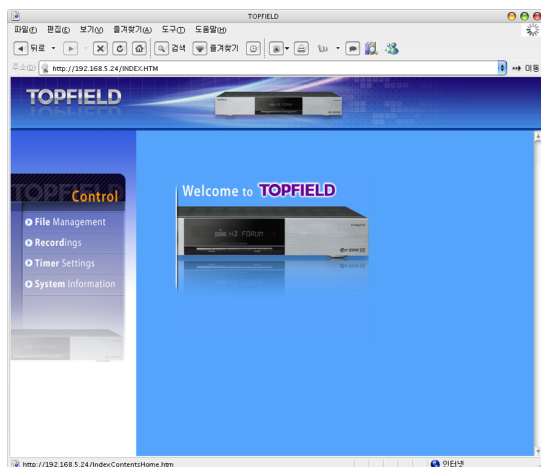 TOPFIELD
파일(F) 편집(E) 보기(V) 즐겨찾기(A) 도구(T) 도움말(H)
뒤로 검색 즐겨찾기
주소(D) http://192.168.5.24/INDEX.HTM 이동
TOPFIELD
Control
File Management
Recordings
Timer Settings
System Information
Welcome to TOPFIELD
http://192.168.5.24/IndexContentsHome.htm 인터넷